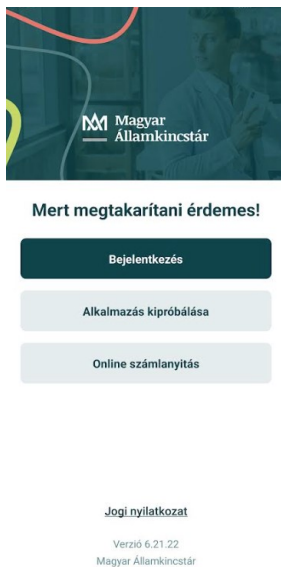 Magyar
Államkincstár
Mert megtakarítani érdemes!
Bejelentkezés
Alkalmazás kipróbálása
Online számlanyitás
Jogi nyilatkozat
Verzió 6.21.22
Magyar Államkincstár